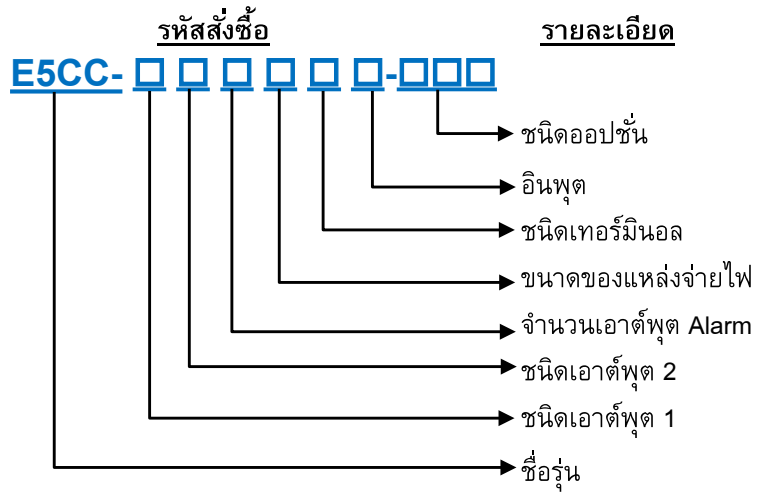 รหัสสั่งซื้อ รายละเอียด
E5CC-□□□□□□-□□□
ชนิดออปชั่น
อินพุต
ชนิดเทอร์มินอล
ขนาดของแหล่งจ่ายไฟ
จำนวนเอาต์พุต Alarm
ชนิดเอาต์พุต 2
ชนิดเอาต์พุต 1
ชื่อรุ่น